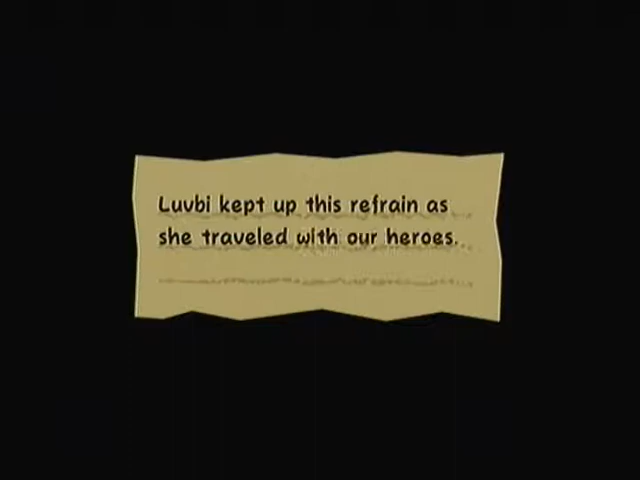 Luvbi kept up this refrain as
she traveled with our heroes.